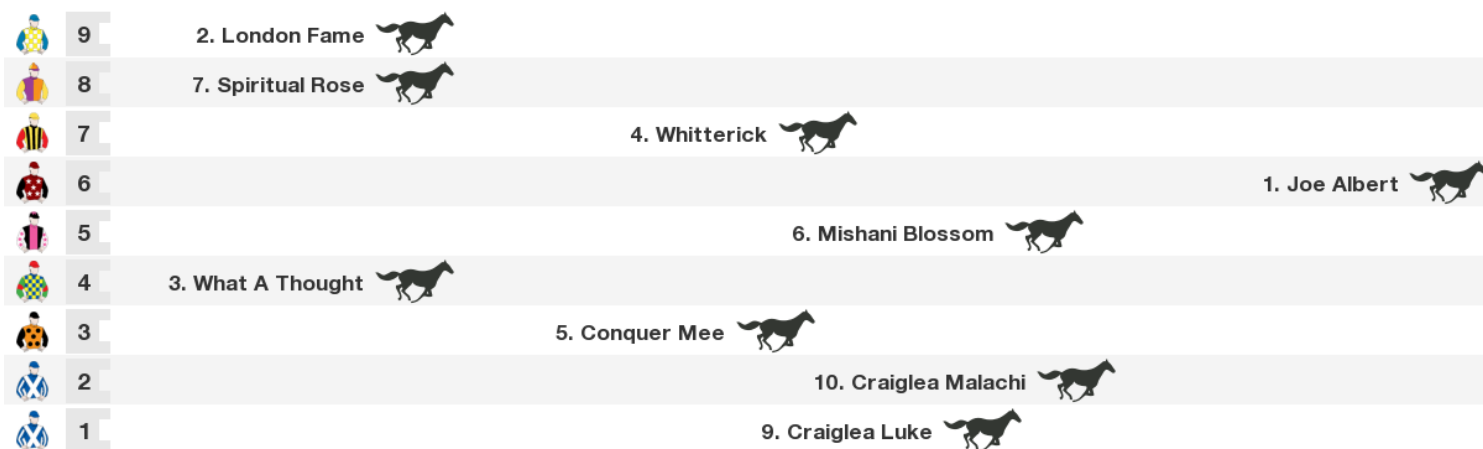 9 2. London Fame
8 7. Spiritual Rose
7 4. Whitterick
6 1. Joe Albert
5 6. Mishani Blossom
4 3. What A Thought
3 5. Conquer Mee
2 10. Craiglea Malachi
1 9. Craiglea Luke